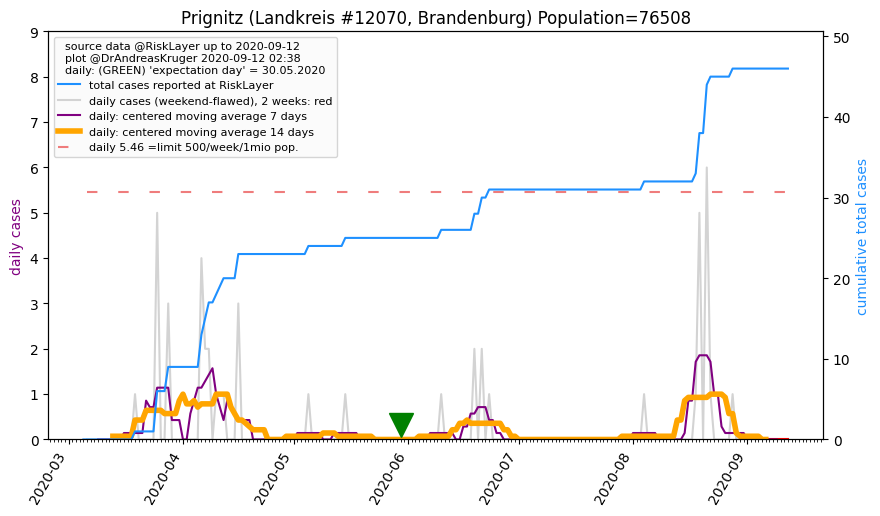 Prignitz (Landkreis #12070, Brandenburg) Population=76508
source data @RiskLayer up to 2020-09-12
plot @DrAndreasKruger 2020-09-12 02:38
daily: (GREEN) 'expectation day' = 30.05.2020
total cases reported at RiskLayer
daily cases (weekend-flawed), 2 weeks: red
daily: centered moving average 7 days
daily: centered moving average 14 days
daily 5.46 =limit 500/week/1mio pop.
daily cases
9
8
7
6
5
4
3
2
1
0
50
40
30
20
10
0
cumulative total cases
2020-03
2020-04
2020-05
2020-06
2020-07
2020-08
2020-09